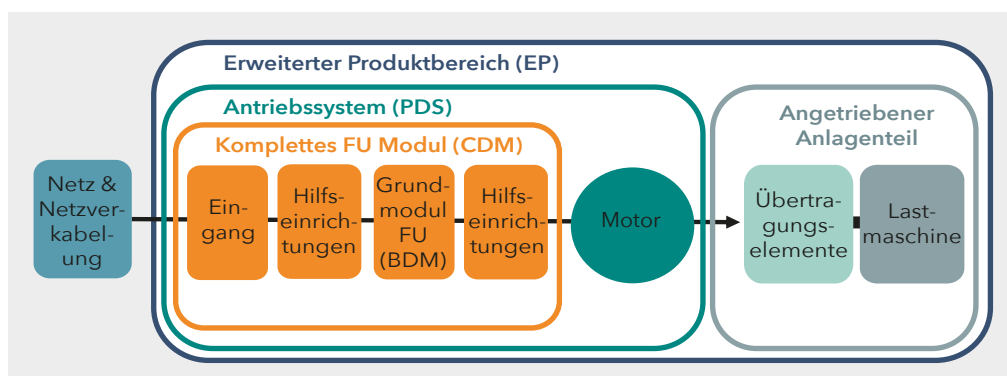 Erweiterter Produktbereich (EP)
Antriebssystem (PDS)
Komplettes FU Modul (CDM)
Angetriebener
Anlagenteil
Netz &
Netzver-
kabel-
ung
Ein-
gang
Hilfs-
einrich-
tungen
Grund-
modul
FU
(BDM)
Hilfs-
einrich-
tungen
Motor
Übertra-
gungs-
elemente
Last-
maschine